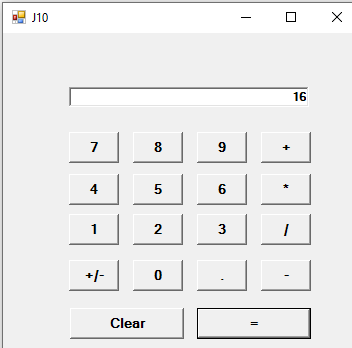 J10
16
7 8 9 +
4 5 6 *
1 2 3 /
+/- 0 . -
Clear =